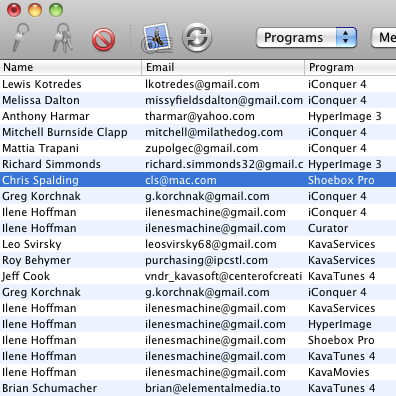 Programs Me
Name Email Program
Lewis Kotredes lkotredes@gmail.com iConquer 4
Melissa Dalton missyfieldsdalton@gmail.com iConquer 4
Anthony Harmar tharmar@yahoo.com HyperImage 3
Mitchell Burnside Clapp mitchell@milathedog.com iConquer 4
Mattia Trapani zupolgec@gmail.com iConquer 4
Richard Simmonds richard.simmonds32@gmail.c HyperImage 3
Chris Spalding cls@mac.com Shoebox Pro
Greg Korchnak g.korchnak@gmail.com iConquer 4
Ilene Hoffman ilenesmachine@gmail.com iConquer 4
Ilene Hoffman ilenesmachine@gmail.com Curator
Leo Svirsky leosvirsky68@gmail.com KavaServices
Roy Behymer purchasing@ipcstl.com KavaServices
Jeff Cook vndr_kavasoft@centerofcreati KavaTunes 4
Greg Korchnak g.korchnak@gmail.com iConquer 4
Ilene Hoffman ilenesmachine@gmail.com KavaServices
Ilene Hoffman ilenesmachine@gmail.com HyperImage
Ilene Hoffman ilenesmachine@gmail.com Shoebox Pro
Ilene Hoffman ilenesmachine@gmail.com KavaTunes 4
Ilene Hoffman ilenesmachine@gmail.com KavaMovies
Brian Schumacher brian@elementalmedia.to KavaTunes 4